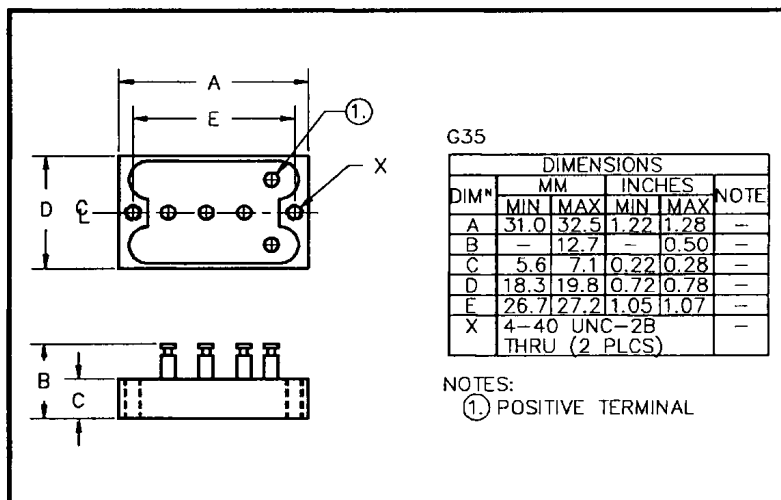 A
E
1.
X
D
CL
B
C
G35
DIMENSIONS
DIM" MM INCHES NOTE
MIN MAX MIN MAX
A 31.0 32.5 1.22 1.28 –
B – 12.7 – 0.50 –
C 5.6 7.1 0.22 0.28 –
D 18.3 19.8 0.72 0.78 –
E 26.7 27.2 1.05 1.07 –
X 4–40 UNC–2B –
THRU (2 PLCS)
NOTES:
1. POSITIVE TERMINAL